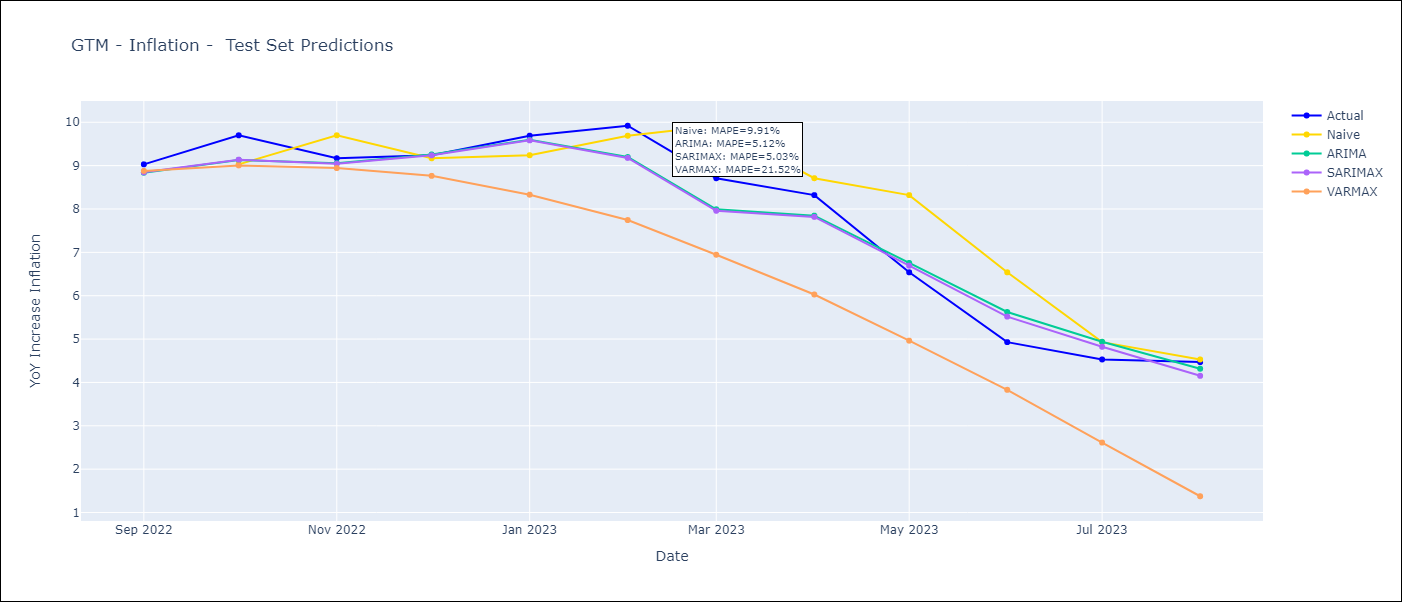 GTM - Inflation -  Test Set Predictions
10
9
8
7
6
5
4
3
2
1
YoY Increase Inflation
Naive: MAPE=9.91%
ARIMA: MAPE=5.12%
SARIMAX: MAPE=5.03%
VARMAX: MAPE=21.52%
Actual
Naive
ARIMA
SARIMAX
VARMAX
Sep 2022
Nov 2022
Jan 2023
Mar 2023
May 2023
Jul 2023
Date